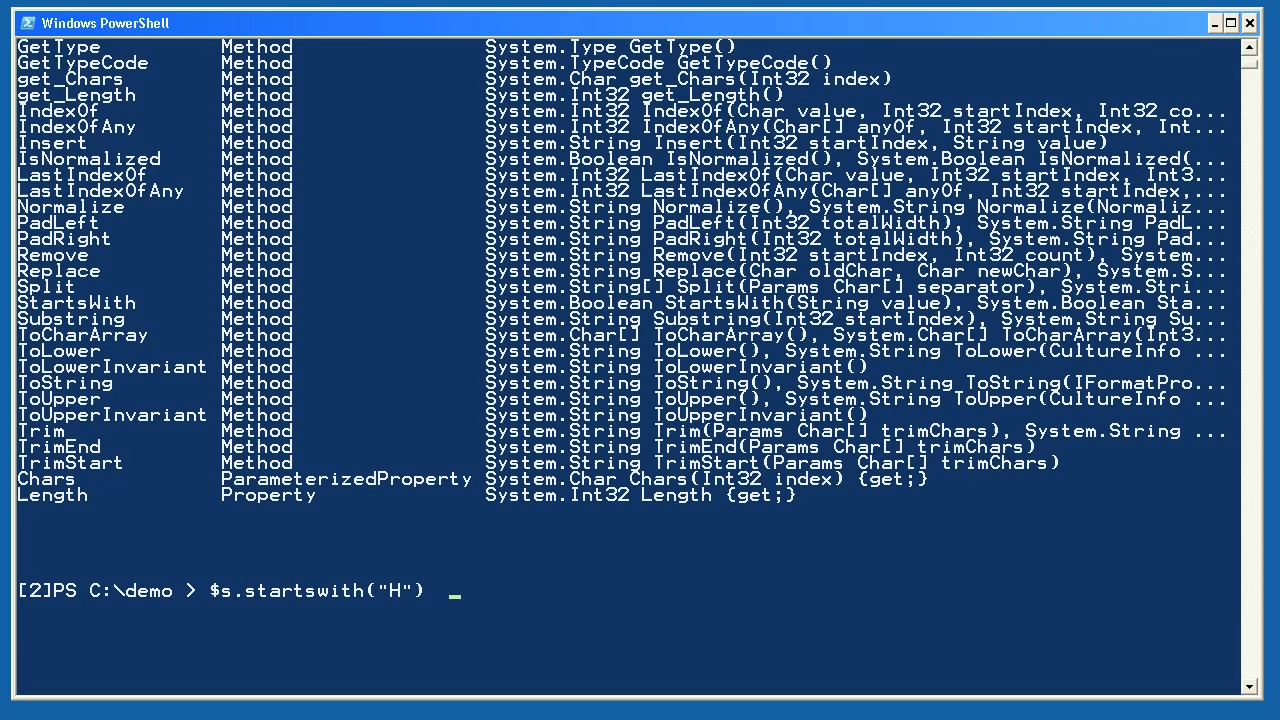 Windows PowerShell
GetType Method System.Type GetType()
GetTypeCode Method System.TypeCode GetTypeCode()
get_Chars Method System.Char get_Chars(Int32 index)
get_Length Method System.Int32 get_Length()
IndexOf Method System.Int32 IndexOf(Char value, Int32 startIndex, Int32 co...
IndexOfAny Method System.Int32 IndexOfAny(Char[] anyOf, Int32 startIndex, Int...
Insert Method System.String Insert(Int32 startIndex, String value)
IsNormalized Method System.Boolean IsNormalized(), System.Boolean IsNormalized(...
LastIndexOf Method System.Int32 LastIndexOf(Char value, Int32 startIndex, Int3...
LastIndexOfAny Method System.Int32 LastIndexOfAny(Char[] anyOf, Int32 startIndex,...
Normalize Method System.String Normalize(), System.String Normalize(Normaliz...
PadLeft Method System.String PadLeft(Int32 totalWidth), System.String PadL...
PadRight Method System.String PadRight(Int32 totalWidth), System.String Pad...
Remove Method System.String Remove(Int32 startIndex, Int32 count), System...
Replace Method System.String Replace(Char oldChar, Char newChar), System.S...
Split Method System.String[] Split(Params Char[] separator), System.Stri...
StartsWith Method System.Boolean StartsWith(String value), System.Boolean Sta...
Substring Method System.String Substring(Int32 startIndex), System.String Su...
ToCharArray Method System.Char[] ToCharArray(), System.Char[] ToCharArray(Int3...
ToLower Method System.String ToLower(), System.String ToLower(CultureInfo ...
ToLowerInvariant Method System.String ToLowerInvariant()
ToString Method System.String ToString(), System.String ToString(IFormatPro...
ToUpper Method System.String ToUpper(), System.String ToUpper(CultureInfo ...
ToUpperInvariant Method System.String ToUpperInvariant()
Trim Method System.String Trim(Params Char[] trimChars), System.String ...
TrimEnd Method System.String TrimEnd(Params Char[] trimChars)
TrimStart Method System.String TrimStart(Params Char[] trimChars)
Chars ParameterizedProperty System.Char Chars(Int32 index) {get;}
Length Property System.Int32 Length {get;}
[2]PS C:\demo > $s.startswith("H") _